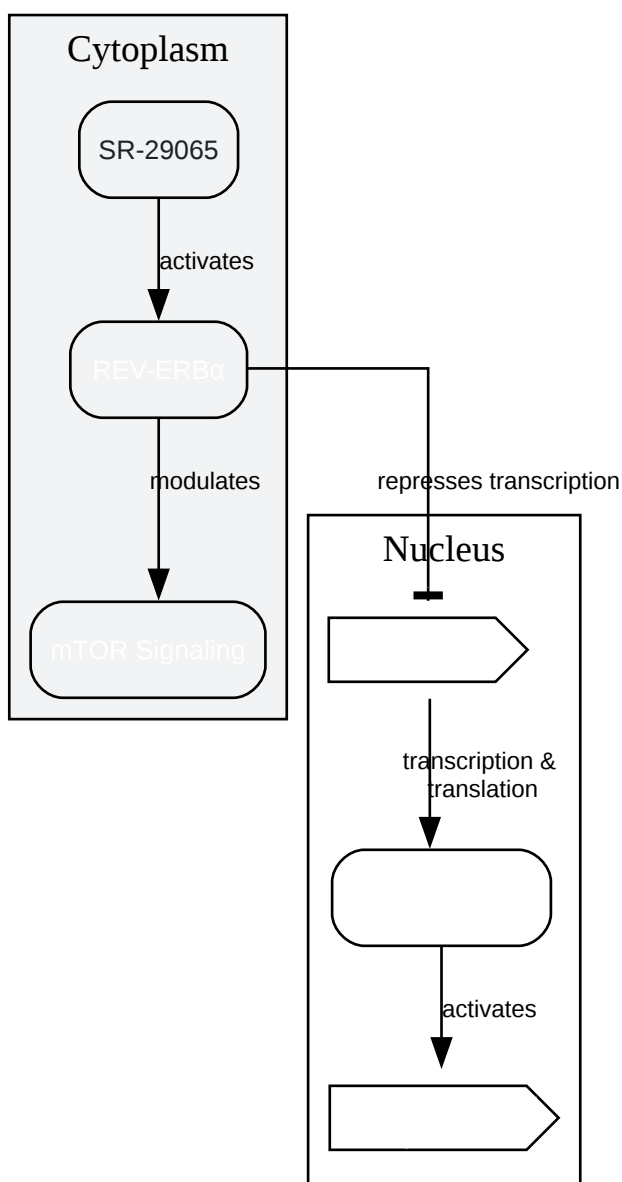 Cytoplasm
SR-29065
activates
REV-ERBα
modulates
represses transcription
mTOR Signaling
Nucleus
transcription &
translation
activates